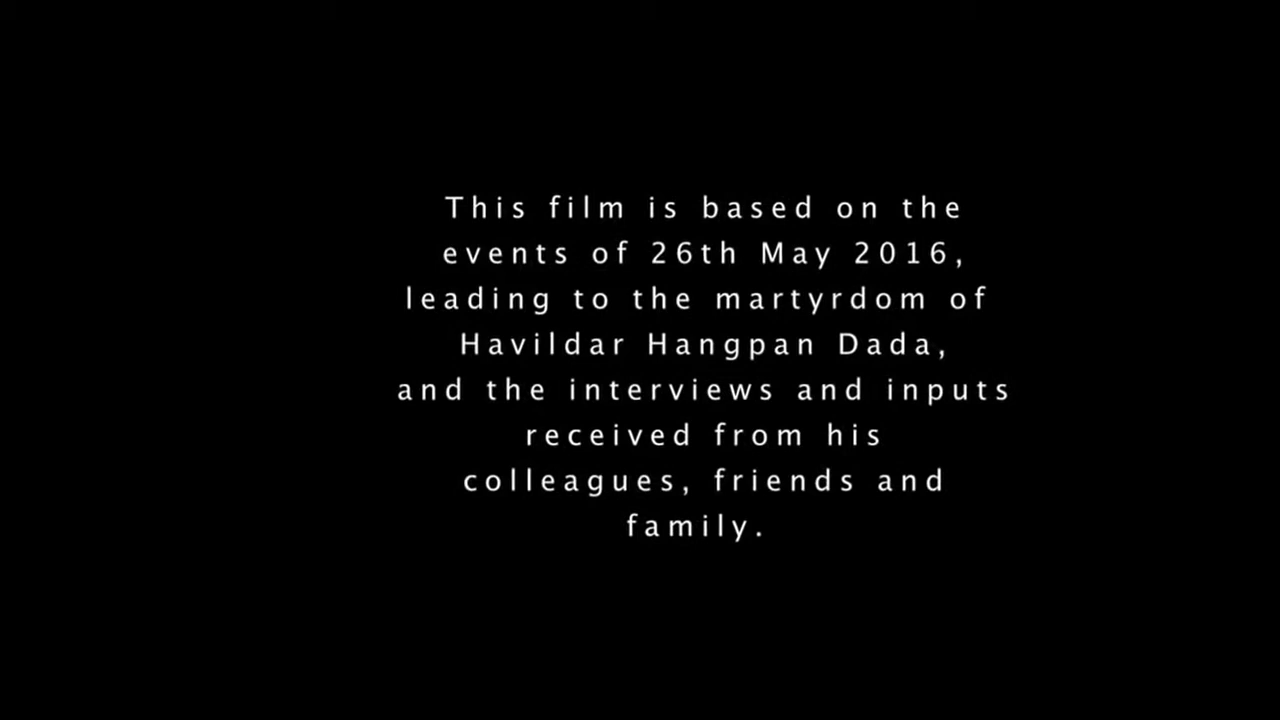 This film is based on the
events of 26th May 2016,
leading to the martyrdom of
Havildar Hangpan Dada,
and the interviews and inputs
received from his
colleagues, friends and
family.